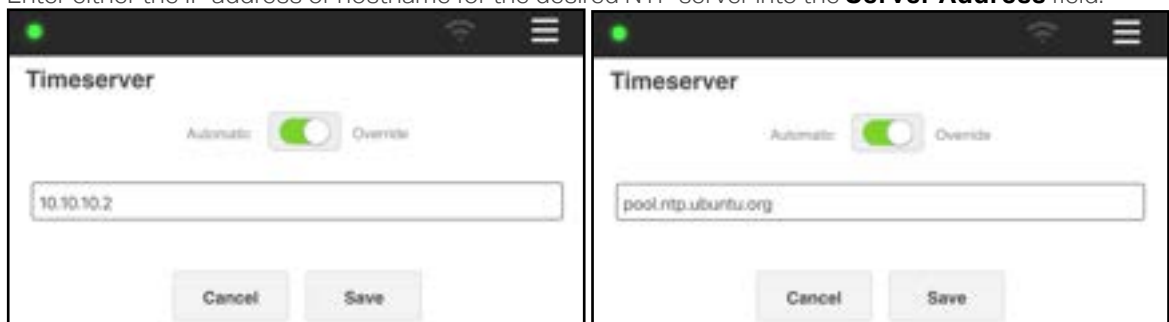 Enter either the IP address or hostname for the desired NTP server into the Server Address field.
Timeserver
Automatic Override
10.10.10.2
Cancel Save
Timeserver
Automatic Override
pool.ntp.ubuntu.org
Cancel Save